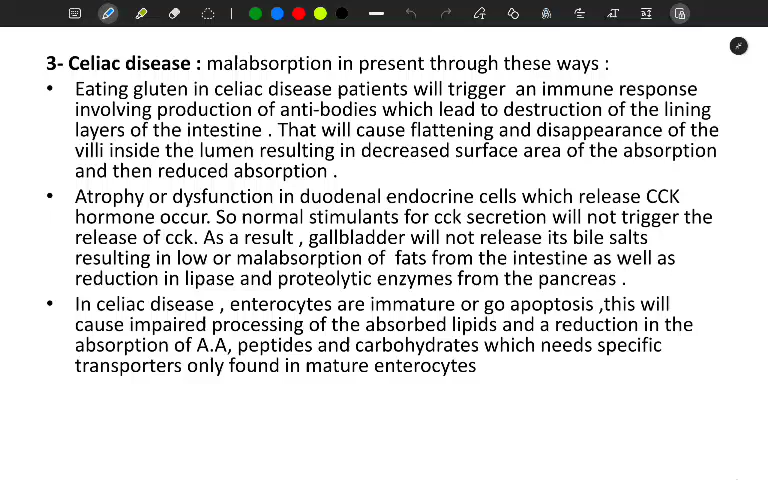 3- Celiac disease : malabsorption in present through these ways :
• Eating gluten in celiac disease patients will trigger an immune response
involving production of anti-bodies which lead to destruction of the lining
layers of the intestine . That will cause flattening and disappearance of the
villi inside the lumen resulting in decreased surface area of the absorption
and then reduced absorption .
• Atrophy or dysfunction in duodenal endocrine cells which release CCK
hormone occur. So normal stimulants for cck secretion will not trigger the
release of cck. As a result , gallbladder will not release its bile salts
resulting in low or malabsorption of fats from the intestine as well as
reduction in lipase and proteolytic enzymes from the pancreas .
• In celiac disease , enterocytes are immature or go apoptosis ,this will
cause impaired processing of the absorbed lipids and a reduction in the
absorption of A.A, peptides and carbohydrates which needs specific
transporters only found in mature enterocytes